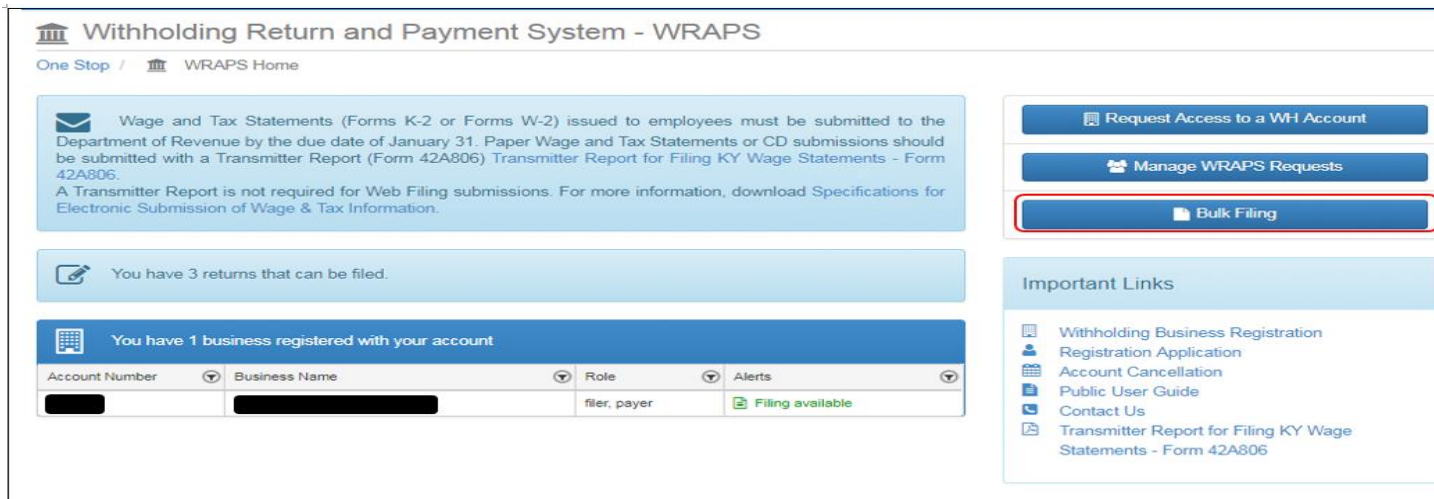 Withholding Return and Payment System - WRAPS
One Stop / WRAPS Home
Wage and Tax Statements (Forms K-2 or Forms W-2) issued to employees must be submitted to the
Department of Revenue by the due date of January 31. Paper Wage and Tax Statements or CD submissions should
be submitted with a Transmitter Report (Form 42A806) Transmitter Report for Filing KY Wage Statements - Form
42A806.
A Transmitter Report is not required for Web Filing submissions. For more information, download Specifications for
Electronic Submission of Wage & Tax Information.
You have 3 returns that can be filed.
You have 1 business registered with your account
Account Number Business Name Role Alerts
filer, payer Filing available
Request Access to a WH Account
Manage WRAPS Requests
Bulk Filing
Important Links
Withholding Business Registration
Registration Application
Account Cancellation
Public User Guide
Contact Us
Transmitter Report for Filing KY Wage
Statements - Form 42A806